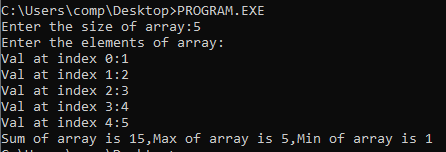 C:\Users\comp\Desktop>PROGRAM.EXE
Enter the size of array:5
Enter the elements of array:
Val at index 0:1
Val at index 1:2
Val at index 2:3
Val at index 3:4
Val at index 4:5
Sum of array is 15,Max of array is 5,Min of array is 1